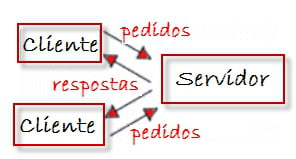 pedidos
Cliente
Servidor
respostas
Cliente
pedidos